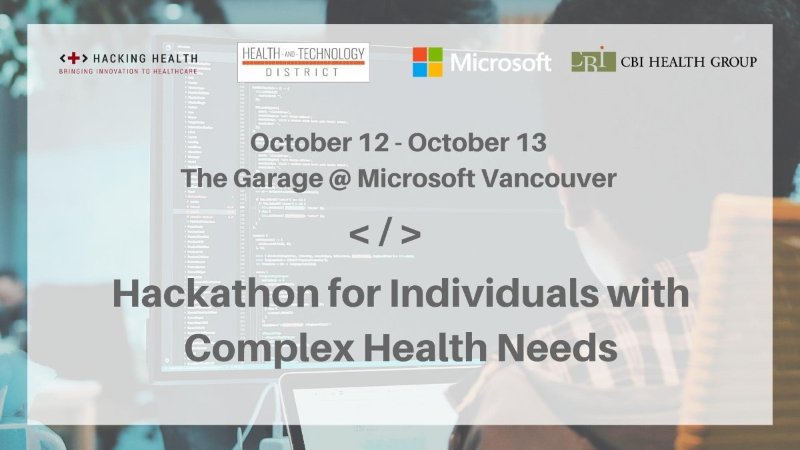 HACKING HEALTH
BRINGING INNOVATION TO HEALTHCARE
HEALTH-AND-TECHNOLOGY
DISTRICT
Microsoft
CBI
CBI HEALTH GROUP
October 12 - October 13
The Garage @ Microsoft Vancouver
< / >
Hackathon for Individuals with
Complex Health Needs